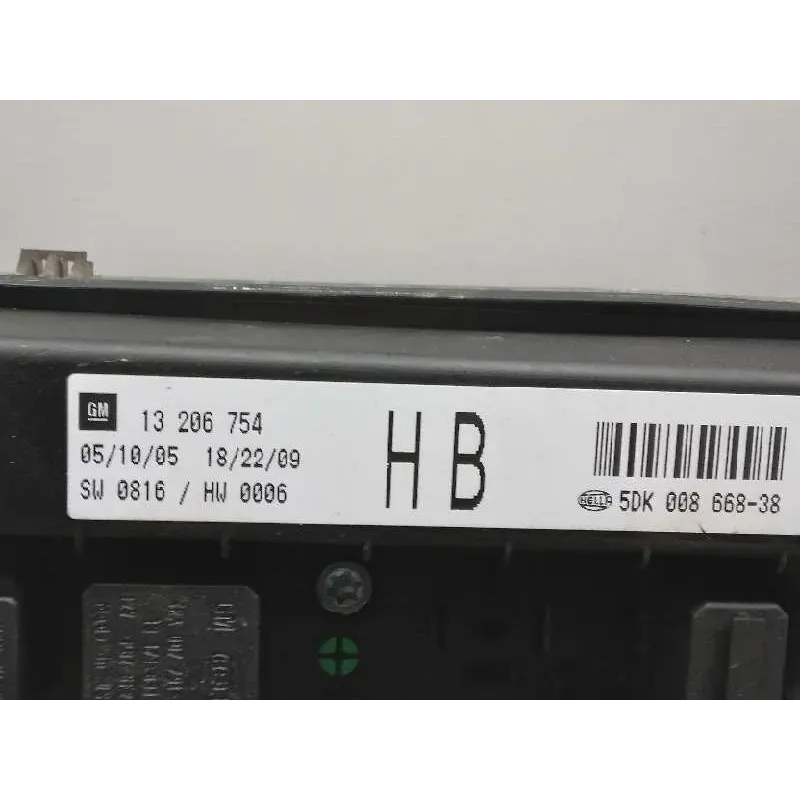 GM 13 206 754
05/10/05 18/22/09
SW 0816 / HW 0006
HB
HELLA 5DK 008 668-38